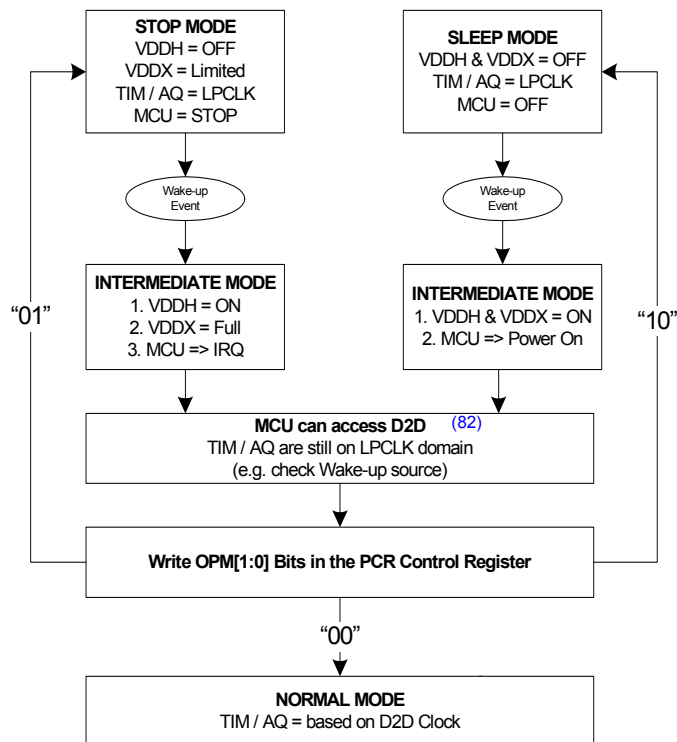 STOP MODE
VDDH = OFF
VDDX = Limited
TIM / AQ = LPCLK
MCU = STOP
SLEEP MODE
VDDH & VDDX = OFF
TIM / AQ = LPCLK
MCU = OFF
Wake-up
Event
Wake-up
Event
INTERMEDIATE MODE
1. VDDH = ON
2. VDDX = Full
3. MCU => IRQ
INTERMEDIATE MODE
1. VDDH & VDDX = ON
2. MCU => Power On
“01”
“10”
MCU can access D2D (82)
TIM / AQ are still on LPCLK domain
(e.g. check Wake-up source)
Write OPM[1:0] Bits in the PCR Control Register
“00”
NORMAL MODE
TIM / AQ = based on D2D Clock